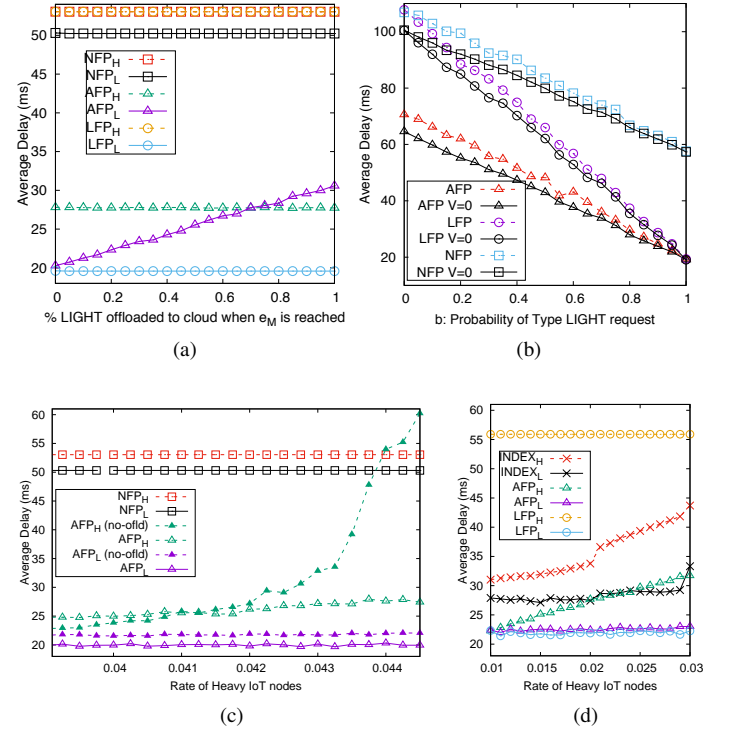 Average Delay (ms)
50
40
30
20
NFP_H
NFP_L
AFP_H
AFP_L
LFP_H
LFP_L
0 0.2 0.4 0.6 0.8 1
% LIGHT offloaded to cloud when e_M is reached
(a)
Average Delay (ms)
100
80
60
40
20
AFP
AFP V=0
LFP
LFP V=0
NFP
NFP V=0
0 0.2 0.4 0.6 0.8 1
b: Probability of Type LIGHT request
(b)
Average Delay (ms)
60
55
50
45
40
35
30
25
20
NFP_H
NFP_L
AFP_H (no-ofld)
AFP_H
AFP_L (no-ofld)
AFP_L
0.04 0.041 0.042 0.043 0.044
Rate of Heavy IoT nodes
(c)
Average Delay (ms)
60
55
50
45
40
35
30
25
20
INDEX_H
INDEX_L
AFP_H
AFP_L
LFP_H
LFP_L
0.01 0.015 0.02 0.025 0.03
Rate of Heavy IoT nodes
(d)